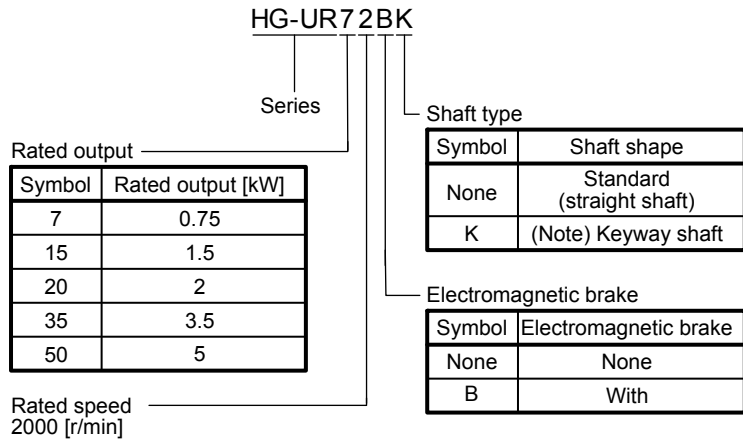 HG-UR72BK
Series
Rated output
Symbol Rated output [kW]
7 0.75
15 1.5
20 2
35 3.5
50 5
Rated speed
2000 [r/min]
Shaft type
Symbol Shaft shape
None Standard
(straight shaft)
K (Note) Keyway shaft
Electromagnetic brake
Symbol Electromagnetic brake
None None
B With